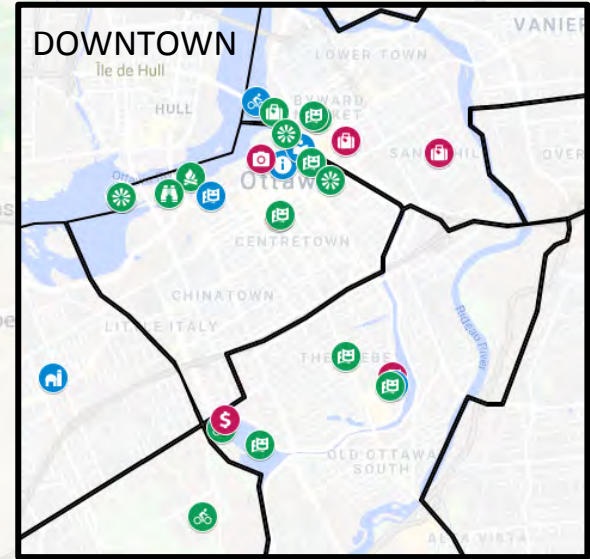 DOWNTOWN
VANIER
LOWER TOWN
Île de Hull
HULL
BYWARD
MARKET
SANDY HILL
OVER
Ottawa
CENTRETOWN
CHINATOWN
LITTLE ITALY
THE GLEBE
Rideau River
$
OLD OTTAWA
SOUTH
ALTA VISTA